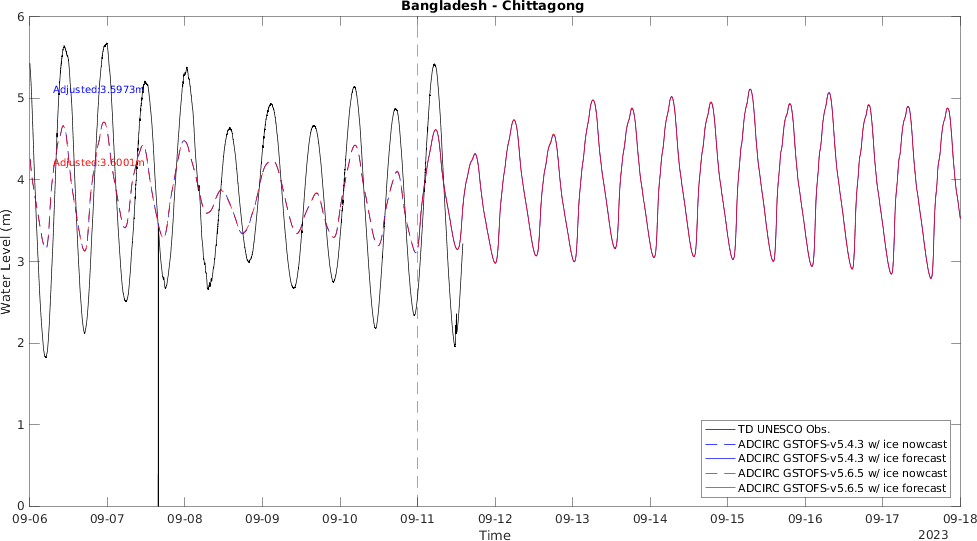 Bangladesh - Chittagong
6
5
4
3
2
1
0
Water Level (m)
Adjusted:3.5973m
Adjusted:3.6001m
TD UNESCO Obs.
ADCIRC GSTOFS-v5.4.3 w/ ice nowcast
ADCIRC GSTOFS-v5.4.3 w/ ice forecast
ADCIRC GSTOFS-v5.6.5 w/ ice nowcast
ADCIRC GSTOFS-v5.6.5 w/ ice forecast
09-06 09-07 09-08 09-09 09-10 09-11 09-12 09-13 09-14 09-15 09-16 09-17 09-18
Time
2023